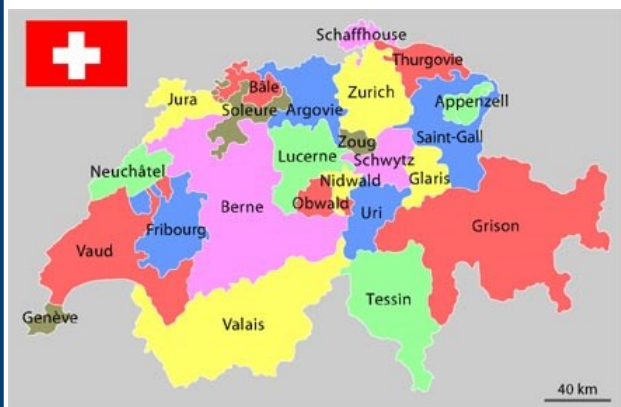 Schaffhouse
Thurgovie
Bâle
Jura
Zurich
Soleure
Argovie
Appenzell
Zoug
Saint-Gall
Lucerne
Schwytz
Neuchâtel
Nidwald
Glaris
Obwald
Berne
Uri
Grison
Fribourg
Vaud
Tessin
Genève
Valais
40 km